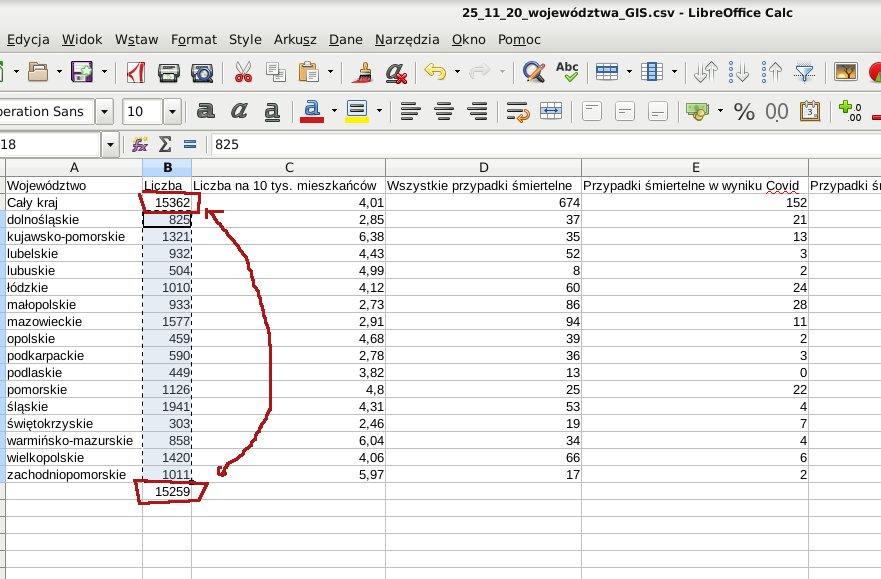 25_11_20_województwa_GIS.csv - LibreOffice Calc
Edycja Widok Wstaw Format Style Arkusz Dane Narzędzia Okno Pomoc
Abc
peration Sans 10 a a a a
% 00 3 0.00
18 fx Σ = 825
A B C D E
Województwo Liczba Liczba na 10 tys. mieszkańców Wszystkie przypadki śmiertelne Przypadki śmiertelne w wyniku Covid Przypadki ś
Cały kraj 15362 4,01 674 152
dolnośląskie 825 2,85 37 21
kujawsko-pomorskie 1321 6,38 35 13
lubelskie 932 4,43 52 3
lubuskie 504 4,99 8 2
łódzkie 1010 4,12 60 24
małopolskie 933 2,73 86 28
mazowieckie 1577 2,91 94 11
opolskie 459 4,68 39 2
podkarpackie 590 2,78 36 3
podlaskie 449 3,82 13 0
pomorskie 1126 4,8 25 22
śląskie 1941 4,31 53 4
świętokrzyskie 303 2,46 19 7
warmińsko-mazurskie 858 6,04 34 4
wielkopolskie 1420 4,06 66 6
zachodniopomorskie 1011 5,97 17 2
15259